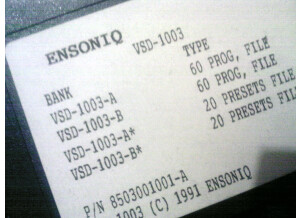 ENSONIQ VSD-1003
BANK TYPE
VSD-1003-A 60 PROG, FILE
VSD-1003-B 60 PROG, FILE
VSD-1003-A* 20 PRESETS FILE
VSD-1003-B* 20 PRESETS FIL
P/N 8503001001-A
1003 (C) 1991 ENSONIQ